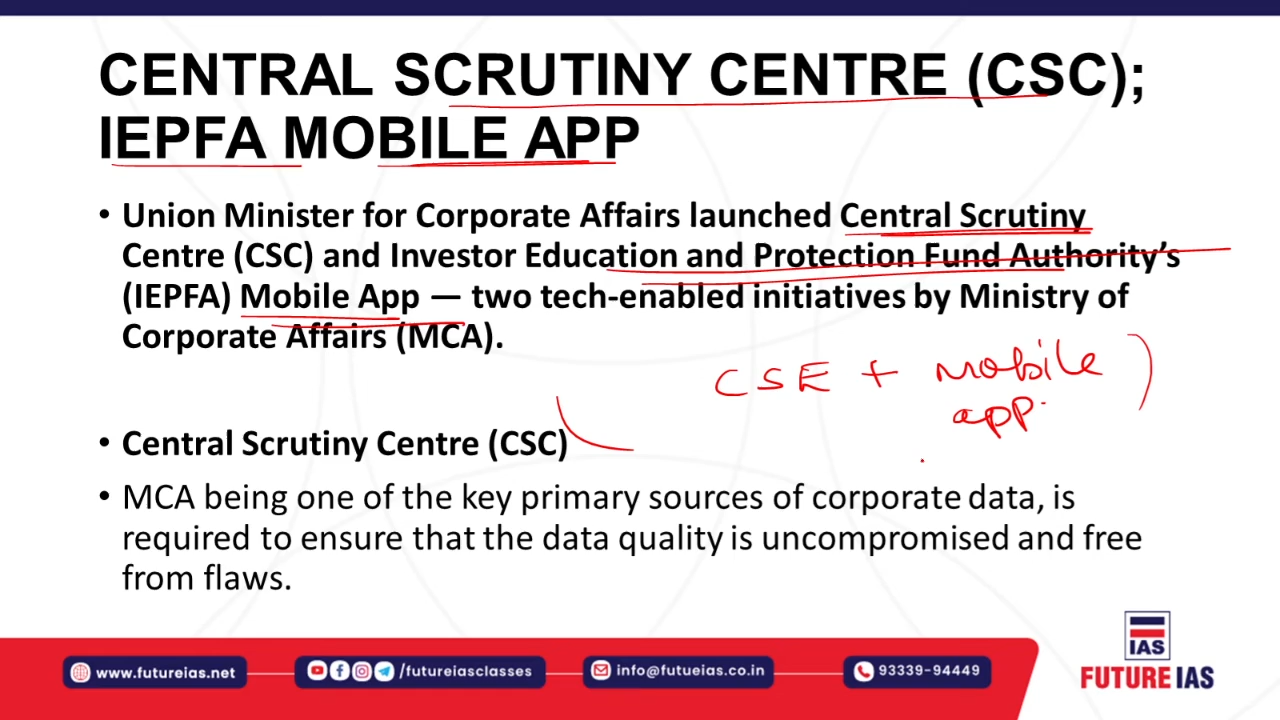 CENTRAL SCRUTINY CENTRE (CSC);
IEPFA MOBILE APP
• Union Minister for Corporate Affairs launched Central Scrutiny
Centre (CSC) and Investor Education and Protection Fund Authority’s
(IEPFA) Mobile App — two tech-enabled initiatives by Ministry of
Corporate Affairs (MCA).
CSE + mobile
app
• Central Scrutiny Centre (CSC)
• MCA being one of the key primary sources of corporate data, is
required to ensure that the data quality is uncompromised and free
from flaws.
IAS
FUTURE IAS
www.futureias.net
/futureiasclasses
info@futueias.co.in
93339-94449